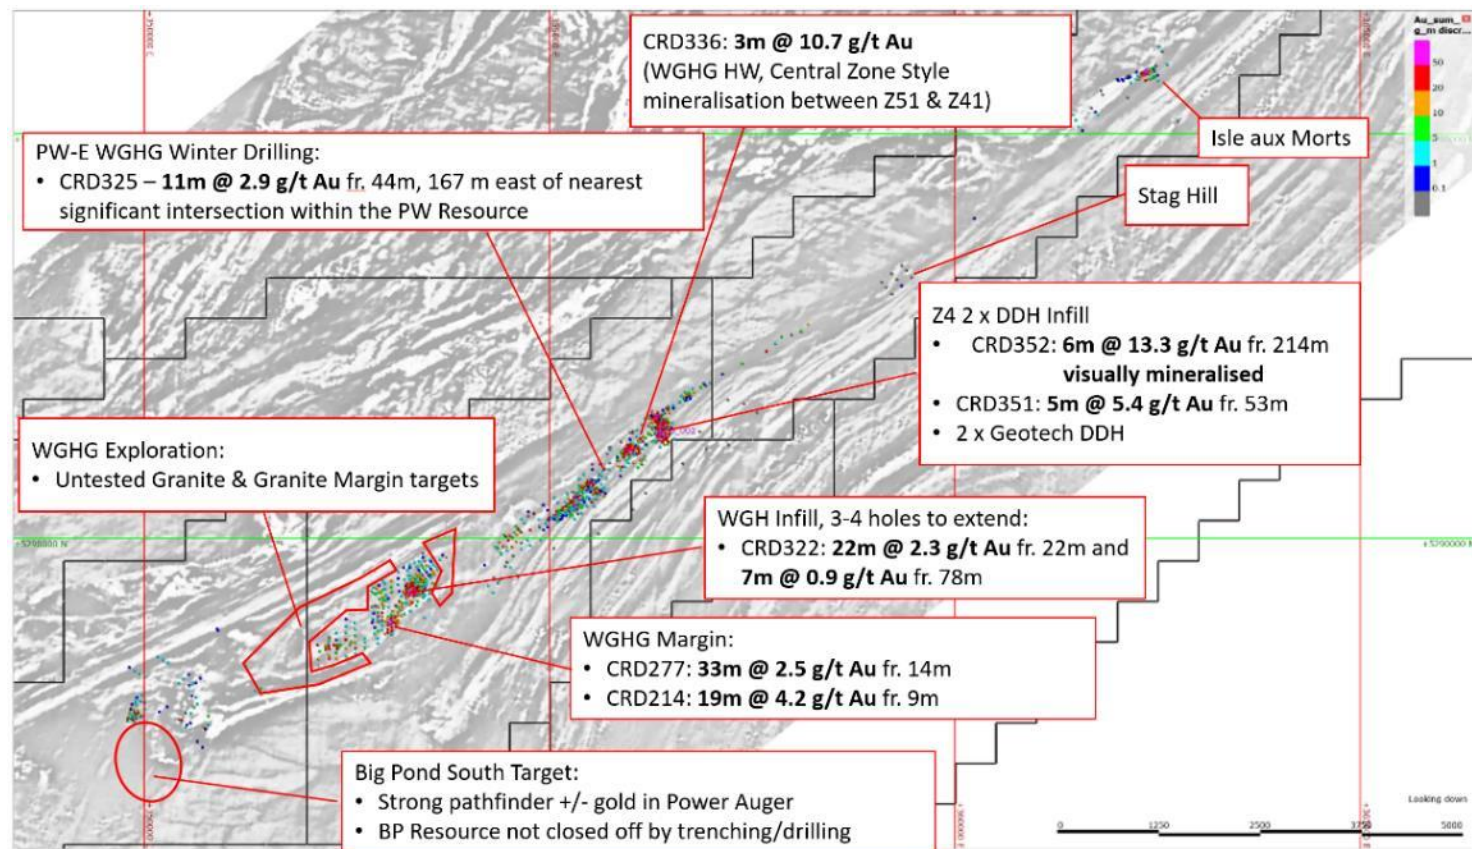 CRD336: 3m @ 10.7 g/t Au
(WGHG HW, Central Zone Style
mineralisation between Z51 & Z41)
Au_sum_
g_m discr...
50
20
10
5
1
0.1
Isle aux Morts
PW-E WGHG Winter Drilling:
• CRD325 – 11m @ 2.9 g/t Au fr. 44m, 167 m east of nearest
significant intersection within the PW Resource
Stag Hill
Z4 2 x DDH Infill
• CRD352: 6m @ 13.3 g/t Au fr. 214m
visually mineralised
• CRD351: 5m @ 5.4 g/t Au fr. 53m
• 2 x Geotech DDH
WGHG Exploration:
• Untested Granite & Granite Margin targets
WGH Infill, 3-4 holes to extend:
• CRD322: 22m @ 2.3 g/t Au fr. 22m and
7m @ 0.9 g/t Au fr. 78m
+5290000 N
+5290000 N
WGHG Margin:
• CRD277: 33m @ 2.5 g/t Au fr. 14m
• CRD214: 19m @ 4.2 g/t Au fr. 9m
Big Pond South Target:
• Strong pathfinder +/- gold in Power Auger
• BP Resource not closed off by trenching/drilling
Looking down
0 1250 2500 3750 5000